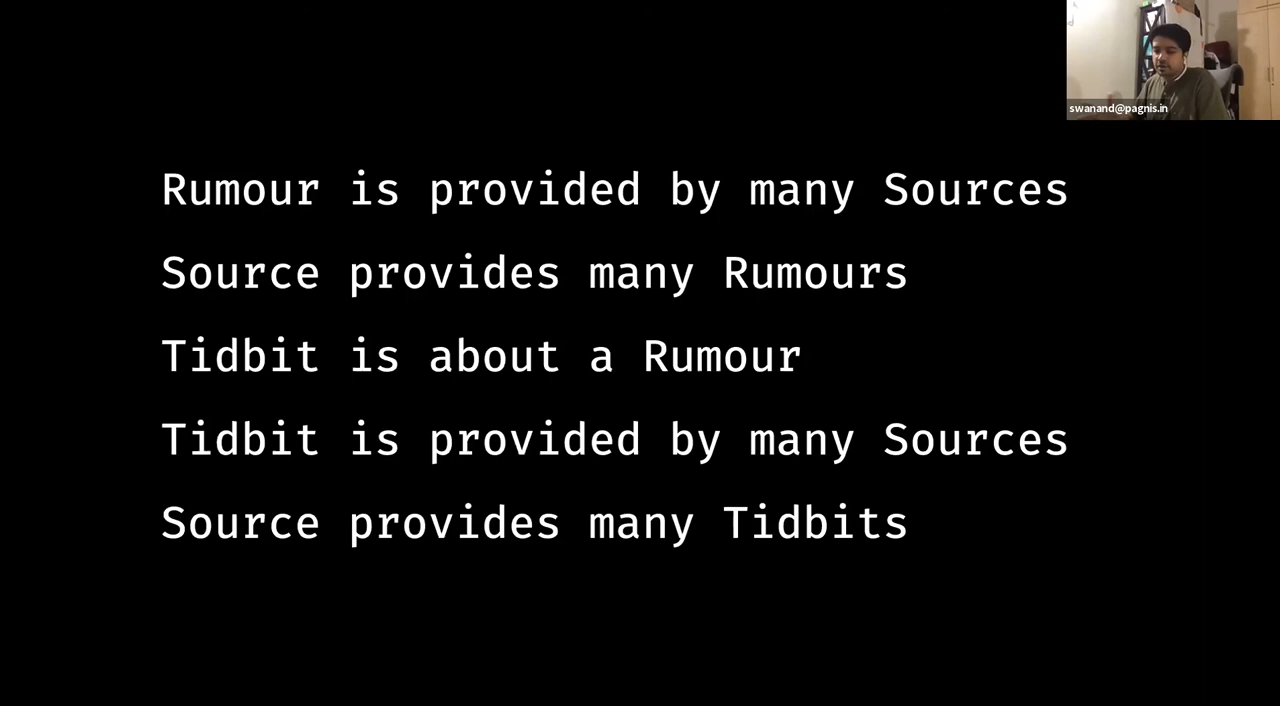 swanand@pagnis.in
Rumour is provided by many Sources
Source provides many Rumours
Tidbit is about a Rumour
Tidbit is provided by many Sources
Source provides many Tidbits